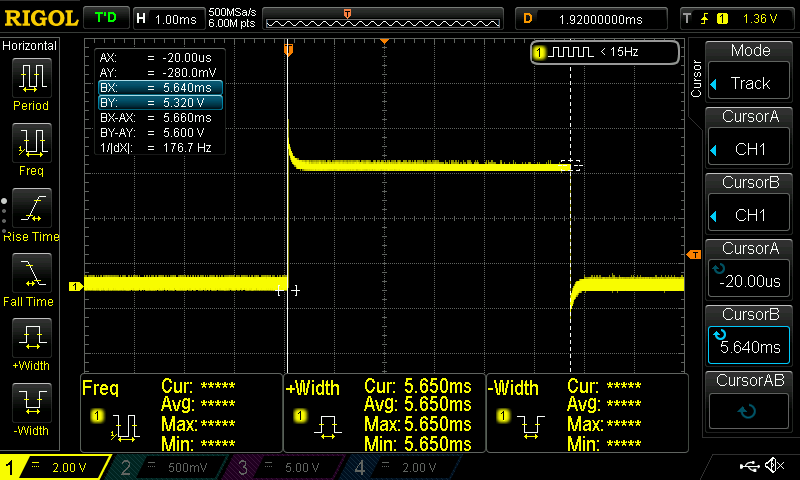 RIGOL T'D H 1.00ms 500MSa/s 6.00M pts T D 1.92000000ms T 1 1.36 V
Horizontal
Period
Freq
Rise Time
Fall Time
+Width
-Width
AX: -20.00us
AY: -280.0mV
BX: 5.640ms
BY: 5.320 V
BX-AX: 5.660ms
BY-AY: 5.600 V
1/|dX|: 176.7 Hz
T
1 < 15Hz
1
T
Freq
1
Cur: *****
Avg: *****
Max: *****
Min: *****
+Width
1
Cur: 5.650ms
Avg: 5.650ms
Max: 5.650ms
Min: 5.650ms
-Width
1
Cur: *****
Avg: *****
Max: *****
Min: *****
Cursor
Mode
Track
CursorA
CH1
CursorB
CH1
CursorA
-20.00us
CursorB
5.640ms
CursorAB
1 = 2.00 V 2 = 500mV 3 = 5.00 V 4 = 2.00 V